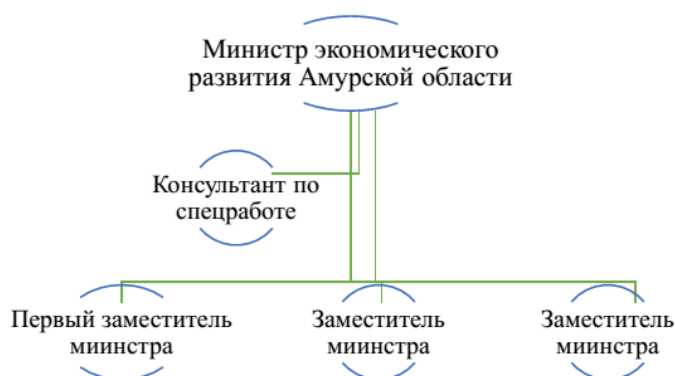 Министр экономического
развития Амурской области
Консультант по
спецработе
Первый заместитель
миинстра
Заместитель
миинстра
Заместитель
миинстра